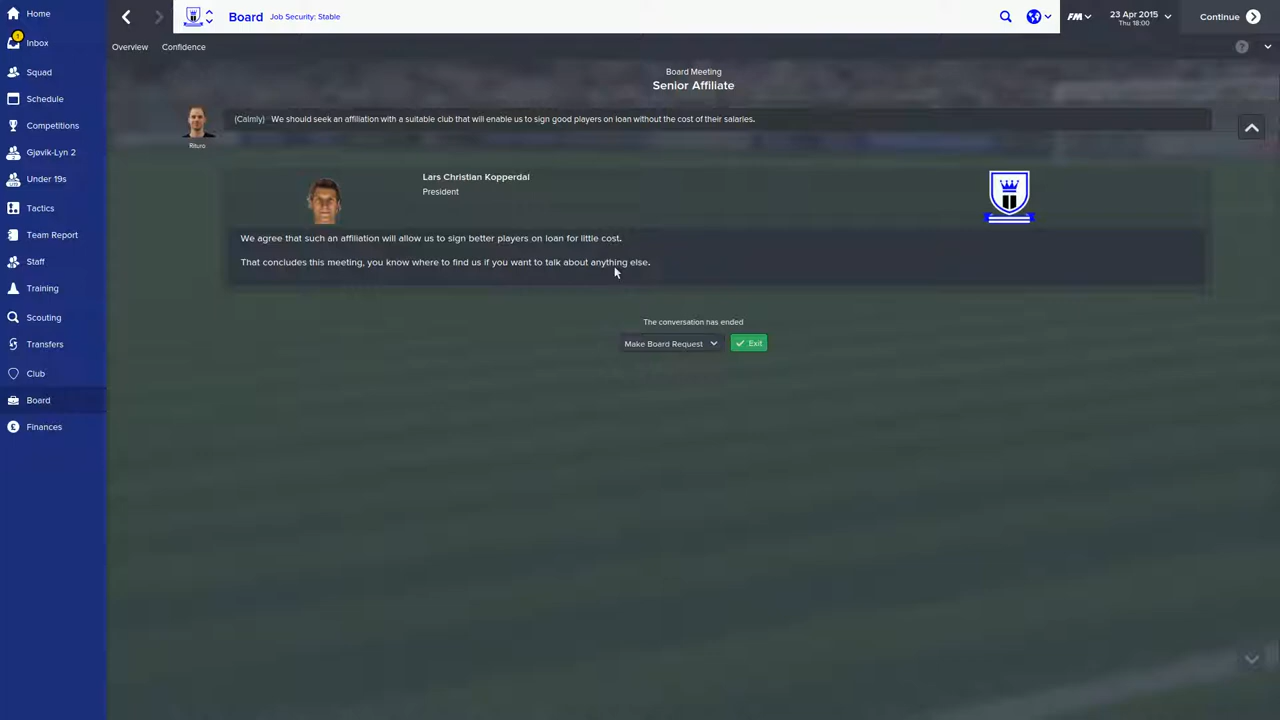 Home
Board
Job Security: Stable
FM
23 Apr 2015
Thu 18:00
Continue
1
Inbox
Overview
Confidence
Squad
Schedule
Competitions
Gjøvik-Lyn 2
Under 19s
Tactics
Team Report
Staff
Training
Scouting
Transfers
Club
Board
Finances
Board Meeting
Senior Affiliate
Rituro
(Calmly) We should seek an affiliation with a suitable club that will enable us to sign good players on loan without the cost of their salaries.
Lars Christian Kopperdal
President
We agree that such an affiliation will allow us to sign better players on loan for little cost.
That concludes this meeting, you know where to find us if you want to talk about anything else.
The conversation has ended
Make Board Request
Exit